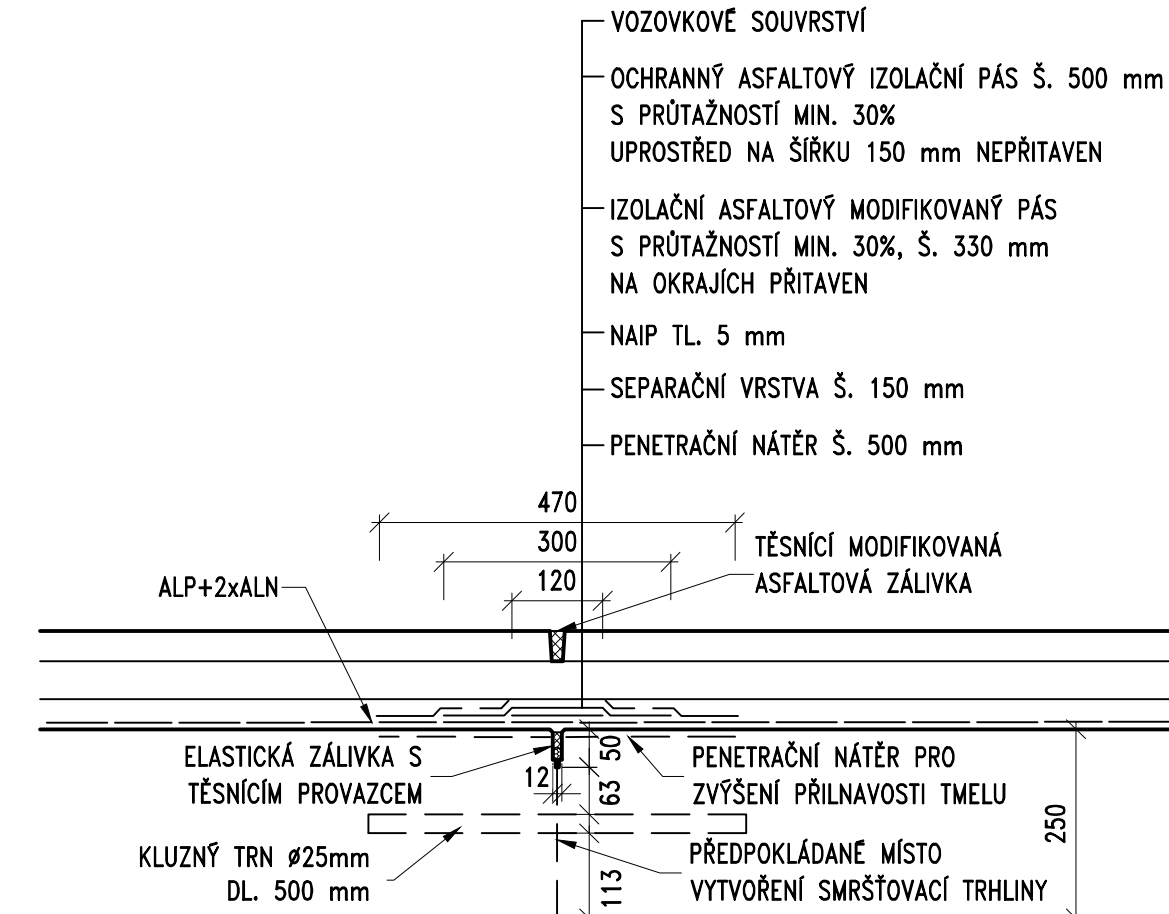 VOZOVKOVÉ SOUVRSTVÍ
OCHRANNÝ ASFALTOVÝ IZOLAČNÍ PÁS Š. 500 mm
S PRŮTAŽNOSTÍ MIN. 30%
UPROSTŘED NA ŠÍŘKU 150 mm NEPŘITAVEN
IZOLAČNÍ ASFALTOVÝ MODIFIKOVANÝ PÁS
S PRŮTAŽNOSTÍ MIN. 30%, Š. 330 mm
NA OKRAJÍCH PŘITAVEN
NAIP TL. 5 mm
SEPARAČNÍ VRSTVA Š. 150 mm
PENETRAČNÍ NÁTĚR Š. 500 mm
470
300
120
TĚSNÍCÍ MODIFIKOVANÁ
ASFALTOVÁ ZÁLIVKA
ALP+2xALN
ELASTICKÁ ZÁLIVKA S
TĚSNÍCÍM PROVAZCEM
12
50
63
113
PENETRAČNÍ NÁTĚR PRO
ZVÝŠENÍ PŘILNAVOSTI TMELU
250
KLUZNÝ TRN ø25mm
DL. 500 mm
PŘEDPOKLÁDANÉ MÍSTO
VYTVOŘENÍ SMRŠŤOVACÍ TRHLINY